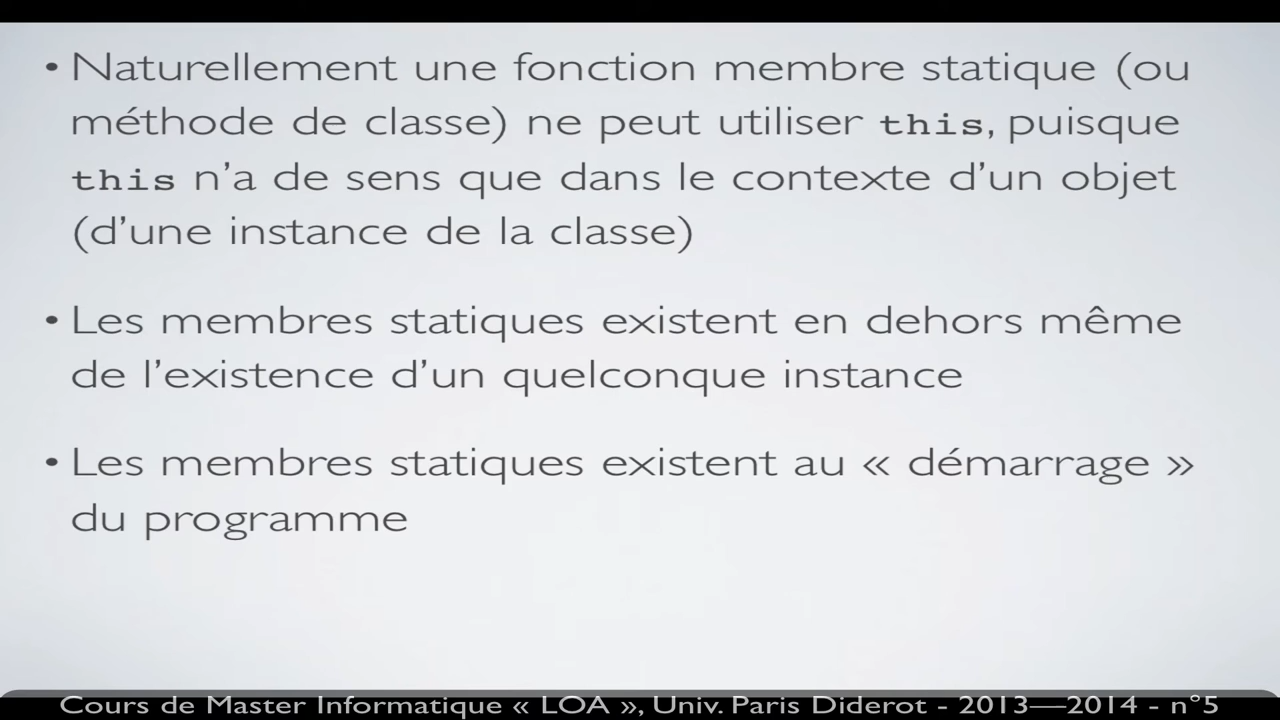 • Naturellement une fonction membre statique (ou
méthode de classe) ne peut utiliser this, puisque
this n’a de sens que dans le contexte d’un objet
(d’une instance de la classe)
• Les membres statiques existent en dehors même
de l’existence d’un quelconque instance
• Les membres statiques existent au « démarrage »
du programme
Cours de Master Informatique « LOA », Univ. Paris Diderot - 2013—2014 - n°5